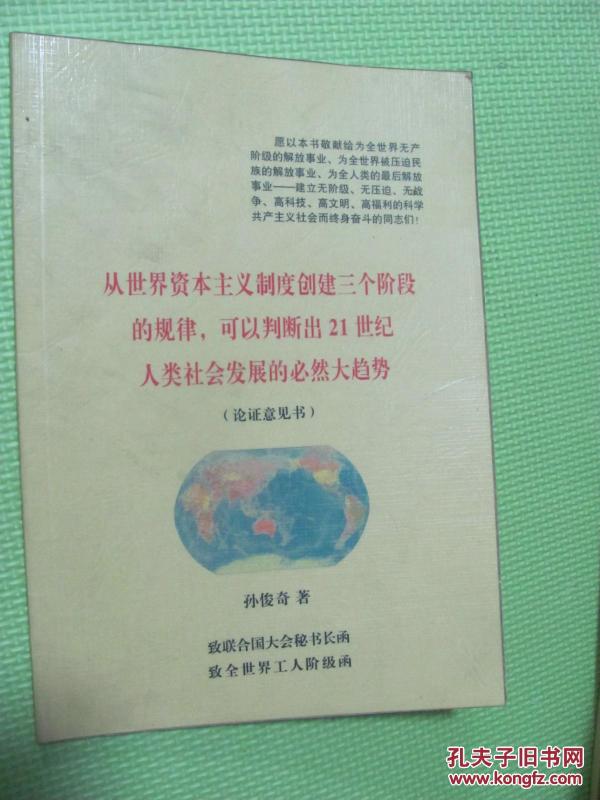 愿以本书敬献给为全世界无产
阶级的解放事业、为全世界被压迫民
族的解放事业、为全人类的最后解放
事业——建立无阶级、无压迫、无战
争、高科技、高文明、高福利的科学
共产主义社会而终身奋斗的同志们！
从世界资本主义制度创建三个阶段
的规律，可以判断出 21 世纪
人类社会发展的必然大趋势
（论证意见书）
孙俊奇 著
致联合国大会秘书长函
致全世界工人阶级函
孔夫子旧书网
www.kongfz.com